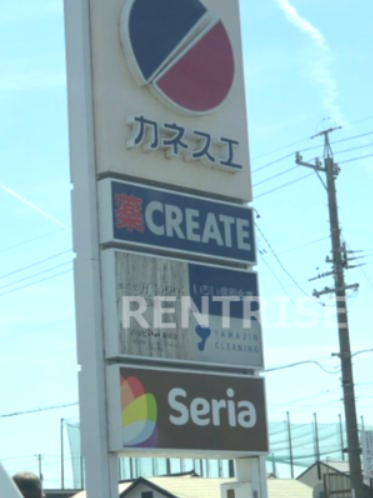 カネスエ
薬 CREATE
RENTRISE
YAMAJIN
CLEANING
Seria